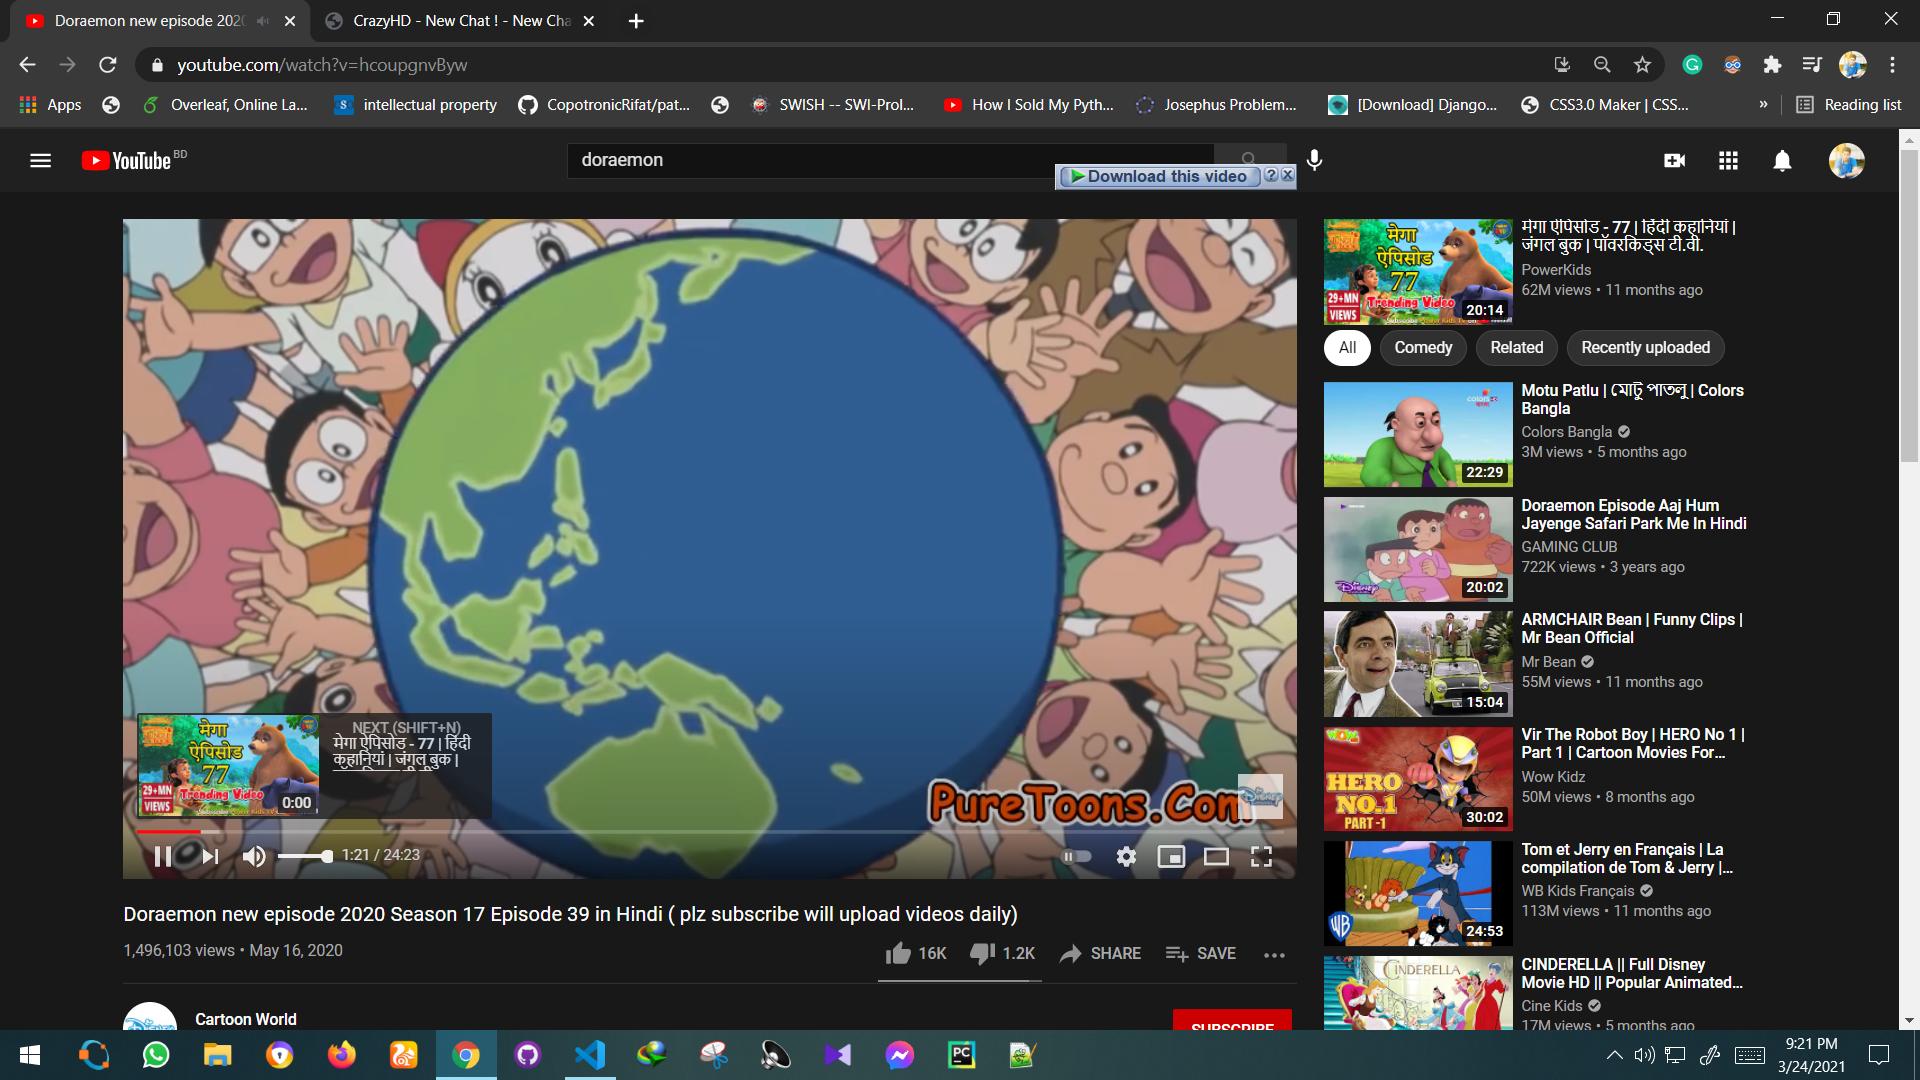 Doraemon new episode 202
CrazyHD - New Chat ! - New Cha
youtube.com/watch?v=hcoupgnvByw
Apps
Overleaf, Online La...
intellectual property
CopotronicRifat/pat...
SWISH -- SWI-Prol...
How I Sold My Pyth...
Josephus Problem...
[Download] Django...
CSS3.0 Maker | CSS...
»
Reading list
YouTube BD
doraemon
Download this video
PureToons.Com
NEXT (SHIFT+N)
मेगा ऐपिसोड - 77 | हिंदी
कहानियां | जंगल बुक |
मेगा
ऐपिसोड
77
29+MN
VIEWS
Trending Video
0:00
1:21 / 24:23
Doraemon new episode 2020 Season 17 Episode 39 in Hindi ( plz subscribe will upload videos daily)
1,496,103 views • May 16, 2020
16K
1.2K
SHARE
SAVE
Cartoon World
SUBSCRIBE
मेगा
ऐपिसोड
77
29+MN
VIEWS
Trending Video
20:14
मेगा ऐपिसोड - 77 | हिंदी कहानियां |
जंगल बुक | पॉवरकिड्स टी.वी.
PowerKids
62M views • 11 months ago
All
Comedy
Related
Recently uploaded
22:29
Motu Patlu | মোটু পাতলু | Colors
Bangla
Colors Bangla
3M views • 5 months ago
20:02
Doraemon Episode Aaj Hum
Jayenge Safari Park Me In Hindi
GAMING CLUB
722K views • 3 years ago
15:04
ARMCHAIR Bean | Funny Clips |
Mr Bean Official
Mr Bean
55M views • 11 months ago
HERO
NO.1
PART -1
30:02
Vir The Robot Boy | HERO No 1 |
Part 1 | Cartoon Movies For...
Wow Kidz
50M views • 8 months ago
WB
24:53
Tom et Jerry en Français | La
compilation de Tom & Jerry |...
WB Kids Français
113M views • 11 months ago
CINDERELLA
CINDERELLA || Full Disney
Movie HD || Popular Animated...
Cine Kids
17M views • 5 months ago
9:21 PM
3/24/2021